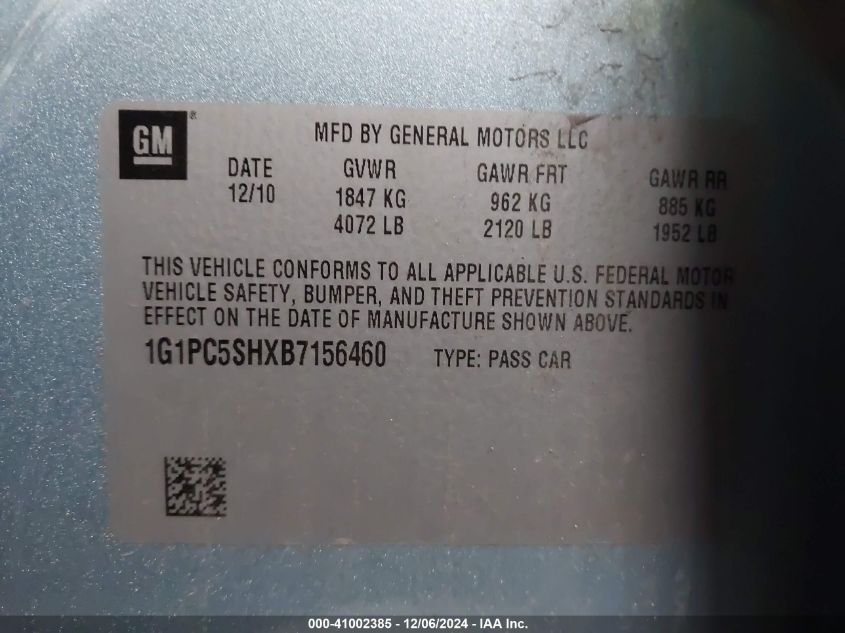 GM ®
MFD BY GENERAL MOTORS LLC
DATE GVWR GAWR FRT GAWR RR
12/10 1847 KG 962 KG 885 KG
4072 LB 2120 LB 1952 LB
THIS VEHICLE CONFORMS TO ALL APPLICABLE U.S. FEDERAL MOTOR
VEHICLE SAFETY, BUMPER, AND THEFT PREVENTION STANDARDS IN
EFFECT ON THE DATE OF MANUFACTURE SHOWN ABOVE.
1G1PC5SHXB7156460 TYPE: PASS CAR
000-41002385 - 12/06/2024 - IAA Inc.